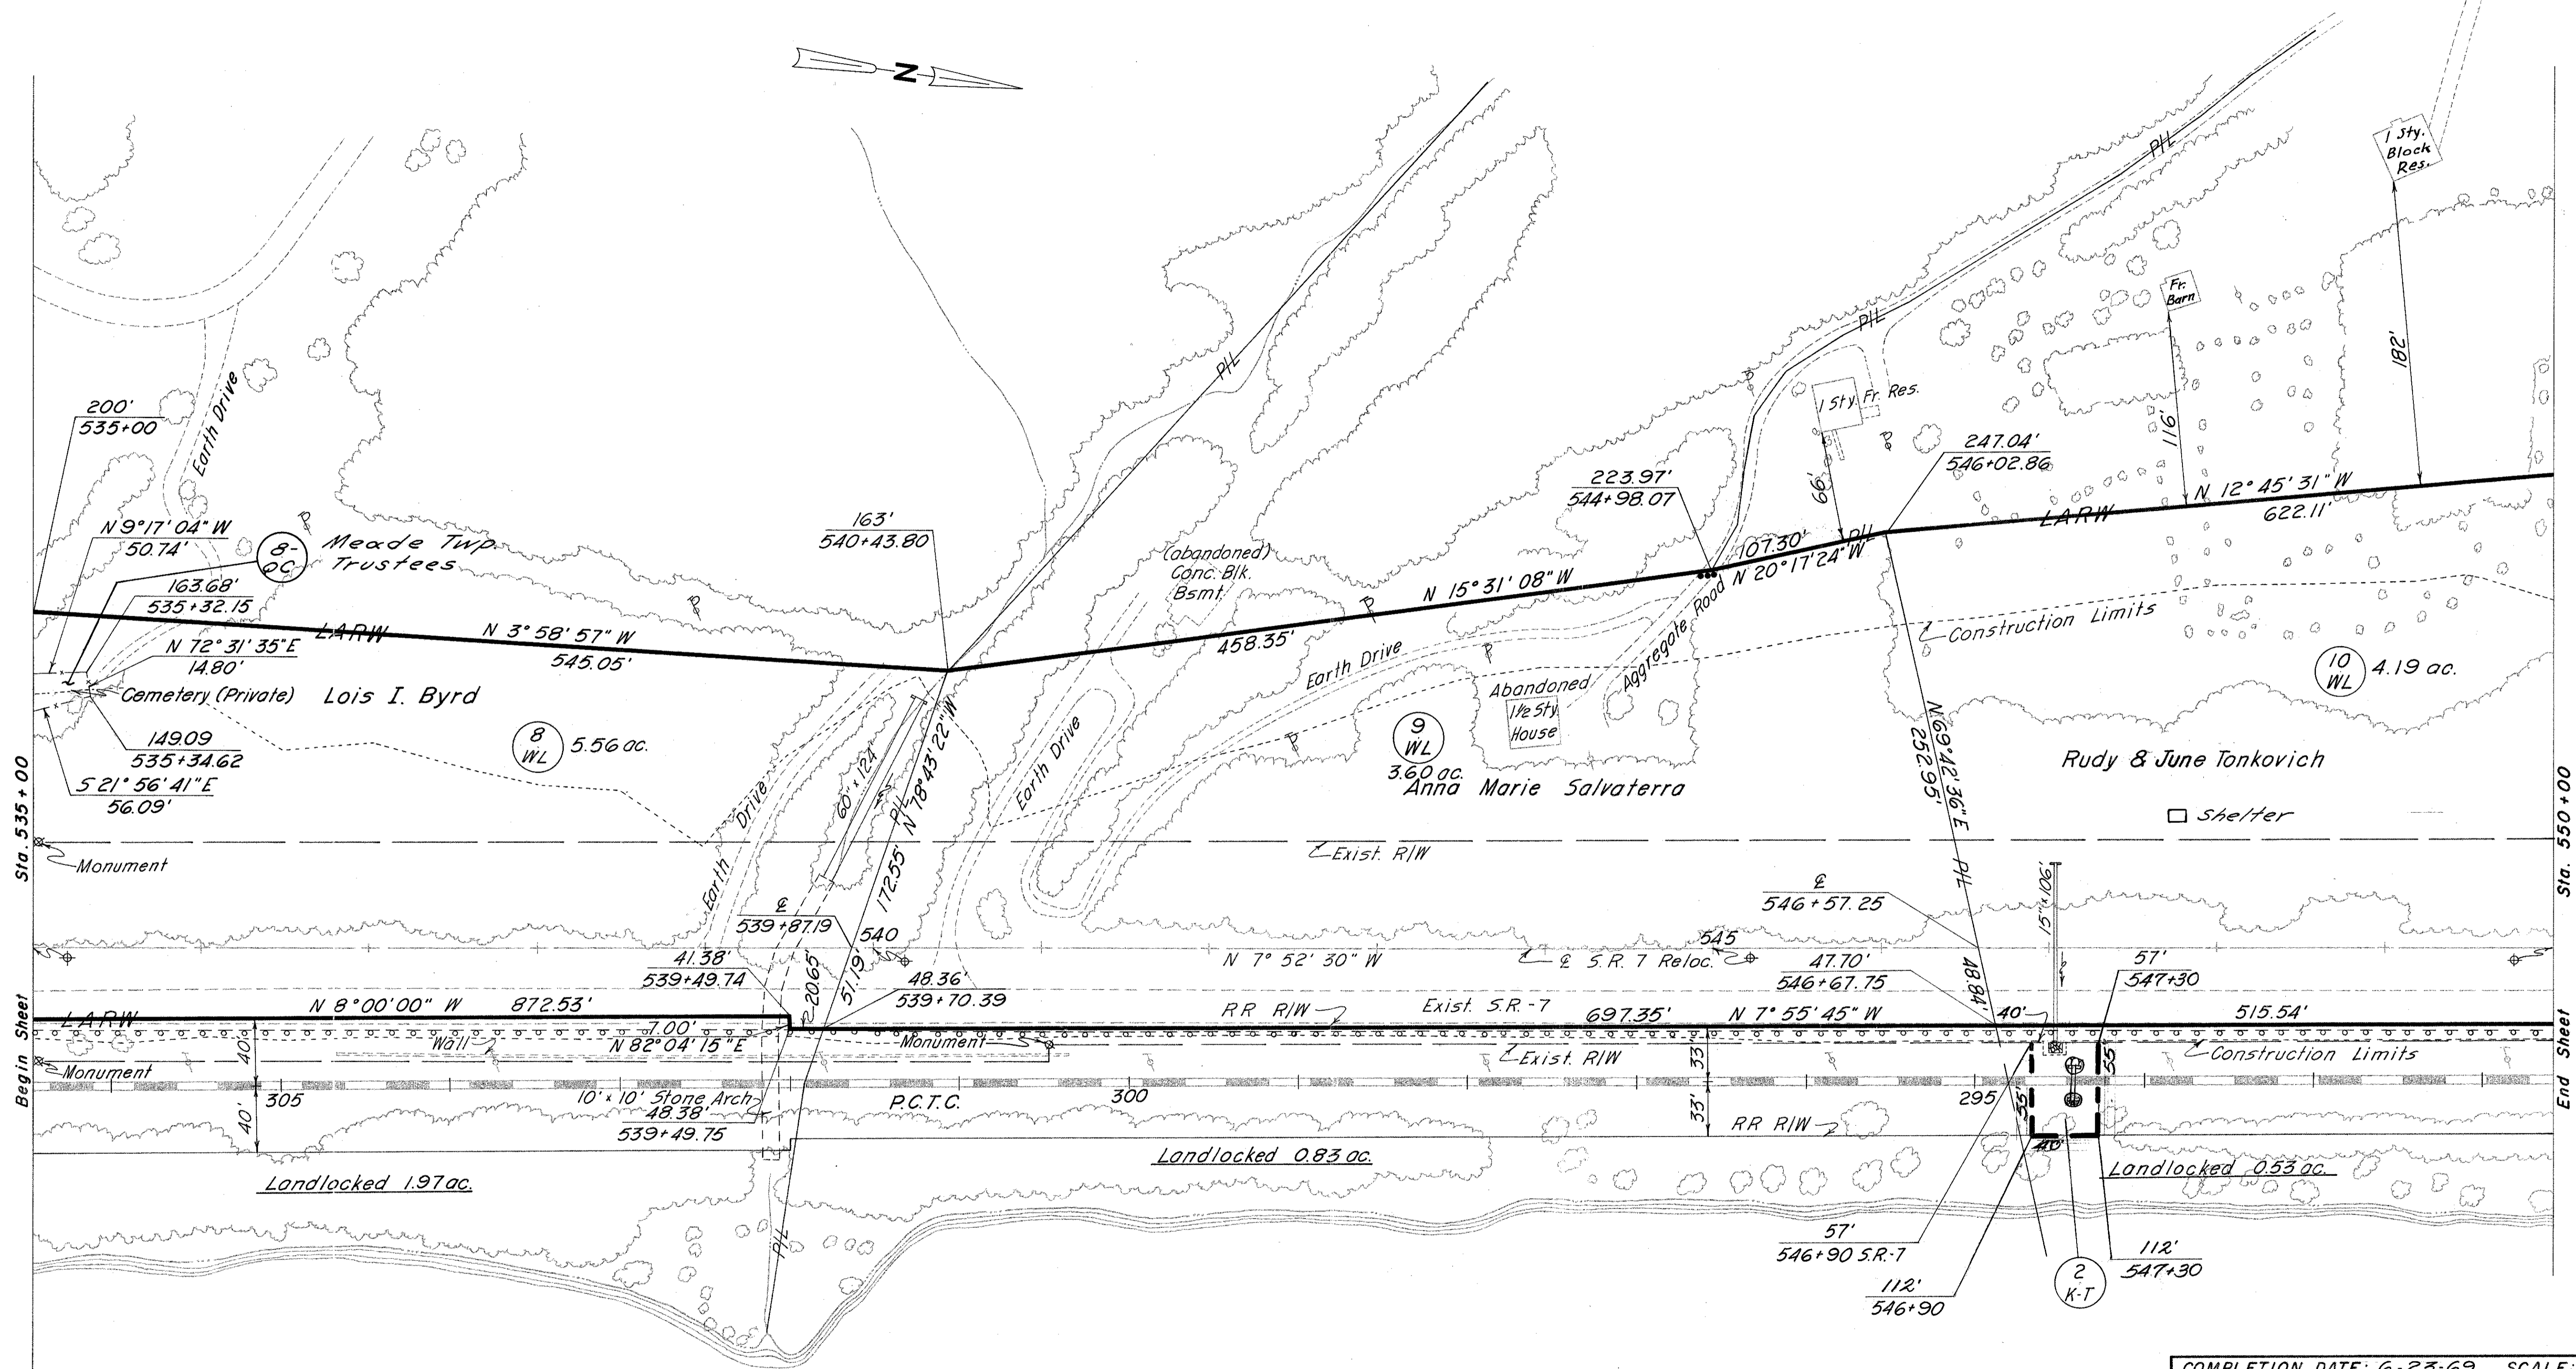 N
1 Sty.
Block
Res.
P/L
Fr.
Barn
P/L
P/L
281'
116'
1 Sty. Fr. Res.
66'
200'
535+00
Earth Drive
247.04'
546+02.86
223.97'
544+98.07
N 12° 45' 31" W
LARW
622.11'
N 9° 17' 04" W
50.74'
8-
QC
Meade Twp.
Trustees
163'
540+43.80
(abandoned)
Conc. Blk.
Bsmt.
107.30'
P/L
N 20° 17' 24" W
163.68'
535+32.15
N 15° 31' 08" W
458.35'
LARW
N 3° 58' 57" W
545.05'
Construction Limits
N 72° 31' 35" E
14.80'
Earth Drive
Aggregate Road
10
WL
4.19 ac.
Cemetery (Private)
Lois I. Byrd
Abandoned
1 1/2 Sty
House
149.09
535+34.62
8
WL
5.56 ac.
9
WL
3.60 ac.
Anna Marie Salvaterra
N 69° 42' 36" E
252.95'
P/L
Rudy & June Tonkovich
S 21° 56' 41" E
56.09'
60" x 124'
P/L
N 78° 43' 22" W
172.55'
Earth Drive
Earth Drive
Shelter
Sta. 535+00
Sta. 550+00
Monument
Exist. R/W
15" x 106'
℄
539+87.19
540
℄
546+57.25
545
N 7° 52' 30" W
℄ S.R. 7 Reloc.
41.38'
539+49.74
20.65'
51.19'
48.36'
539+70.39
47.70'
546+67.75
48.84'
57'
547+30
N 8° 00' 00" W 872.53'
LARW
RR R/W
Exist. S.R.-7
697.35'
N 7° 55' 45" W
40'
515.54'
7.00'
N 82° 04' 15" E
Wall
Monument
40'
Exist. R/W
33'
55'
Construction Limits
Monument
305
10' x 10' Stone Arch
P.C.T.C.
300
295
48.38'
539+49.75
40'
33'
55'
RR R/W
40'
Begin Sheet
End Sheet
Landlocked 1.97 ac.
Landlocked 0.83 ac.
Landlocked 0.53 ac.
P/L
57'
546+90 S.R.-7
112'
546+90
2
K-T
112'
547+30
COMPLETION DATE: 6-23-69 SCALE: